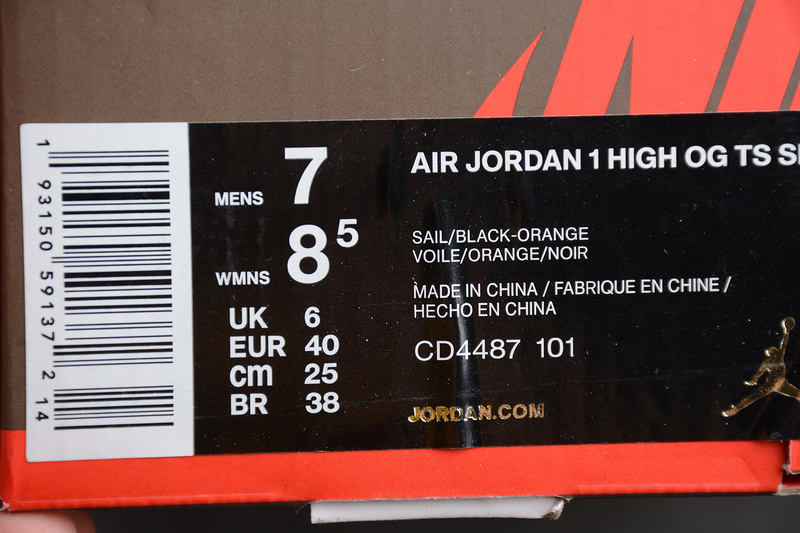 1 93150 59137 2 14
MENS 7
WMNS 8 5
UK 6
EUR 40
cm 25
BR 38
AIR JORDAN 1 HIGH OG TS
SAIL/BLACK-ORANGE
VOILE/ORANGE/NOIR
MADE IN CHINA / FABRIQUE EN CHINE /
HECHO EN CHINA
CD4487 101
JORDAN.COM